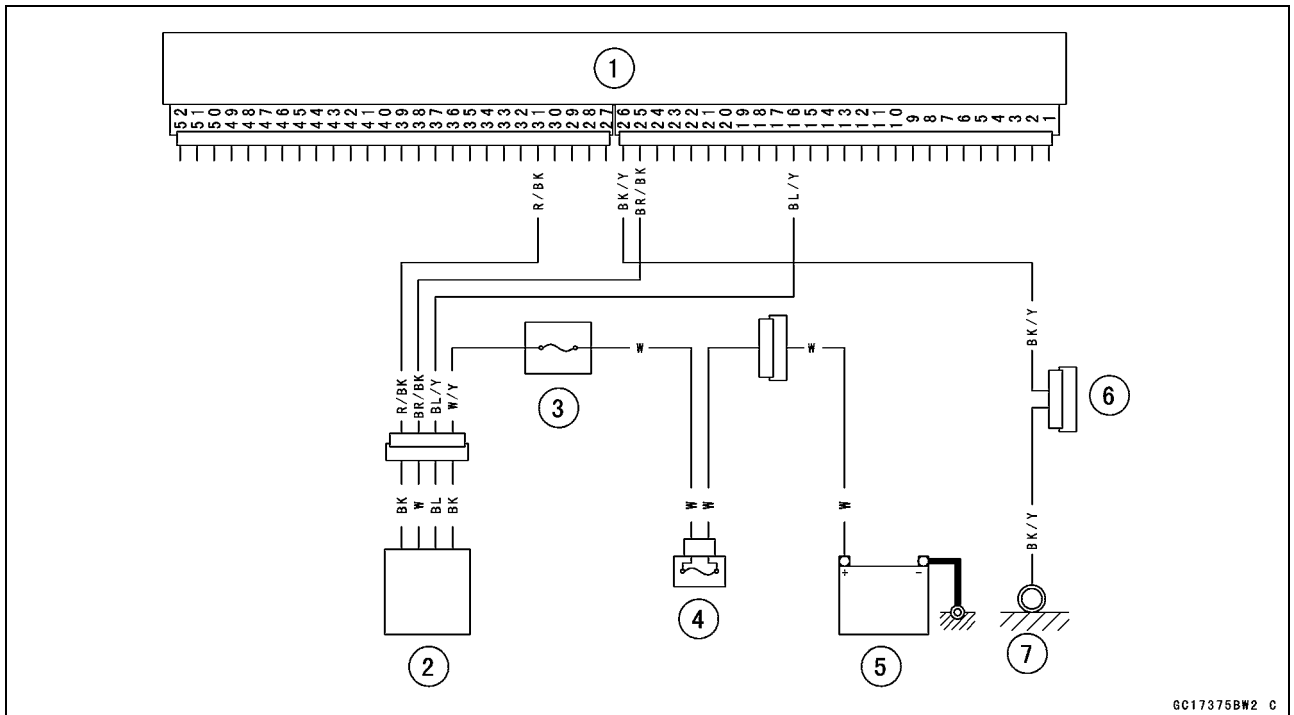 1
52 51 50 49 48 47 46 45 44 43 42 41 40 39 38 37 36 35 34 33 32 31 30 29 28 27 26 25 24 23 22 21 20 19 18 17 16 15 14 13 12 11 10 9 8 7 6 5 4 3 2 1
R/BK BK/Y BR/BK BL/Y
W W
BK/Y
R/BK BR/BK BL/Y W/Y
3
6
BK W BL BK
W W W
BK/Y
+ -
2
4
5
7
GC17375BW2 C